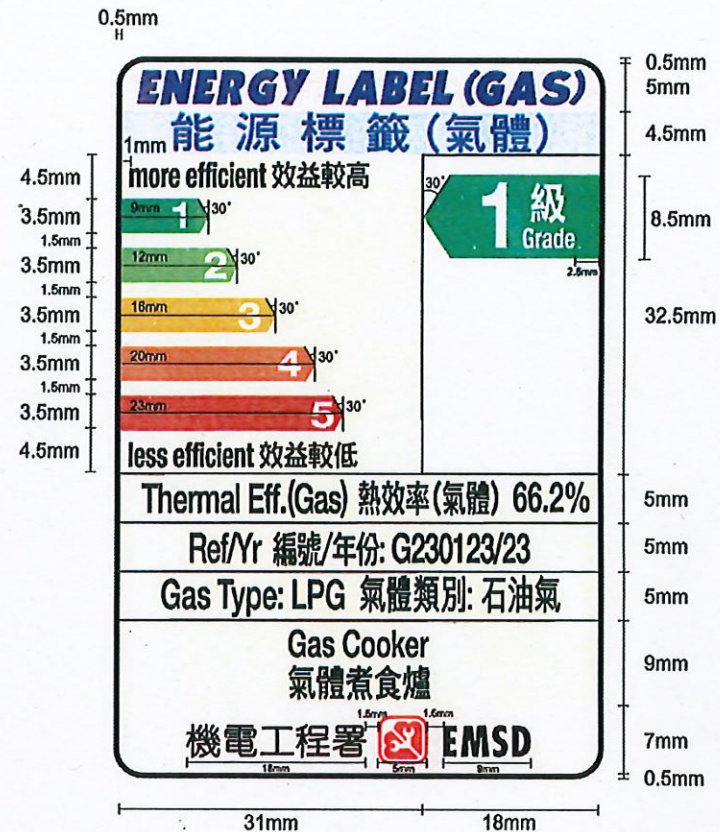 0.5mm
ENERGY LABEL (GAS)
能源標籤(氣體)
1mm
more efficient 效益較高
9mm 1 30°
12mm 2 30°
16mm 3 30°
20mm 4 30°
23mm 5 30°
less efficient 效益較低
30° 1 級
Grade
2.5mm
Thermal Eff.(Gas) 熱效率(氣體) 66.2%
Ref/Yr 編號/年份: G230123/23
Gas Type: LPG 氣體類別: 石油氣
Gas Cooker
氣體煮食爐
1.5mm 1.5mm
機電工程署 EMSD
18mm 5mm 9mm
4.5mm
3.5mm
1.5mm
3.5mm
1.5mm
3.5mm
1.5mm
3.5mm
1.5mm
3.5mm
4.5mm
0.5mm
5mm
4.5mm
8.5mm
32.5mm
5mm
5mm
5mm
9mm
7mm
0.5mm
31mm 18mm